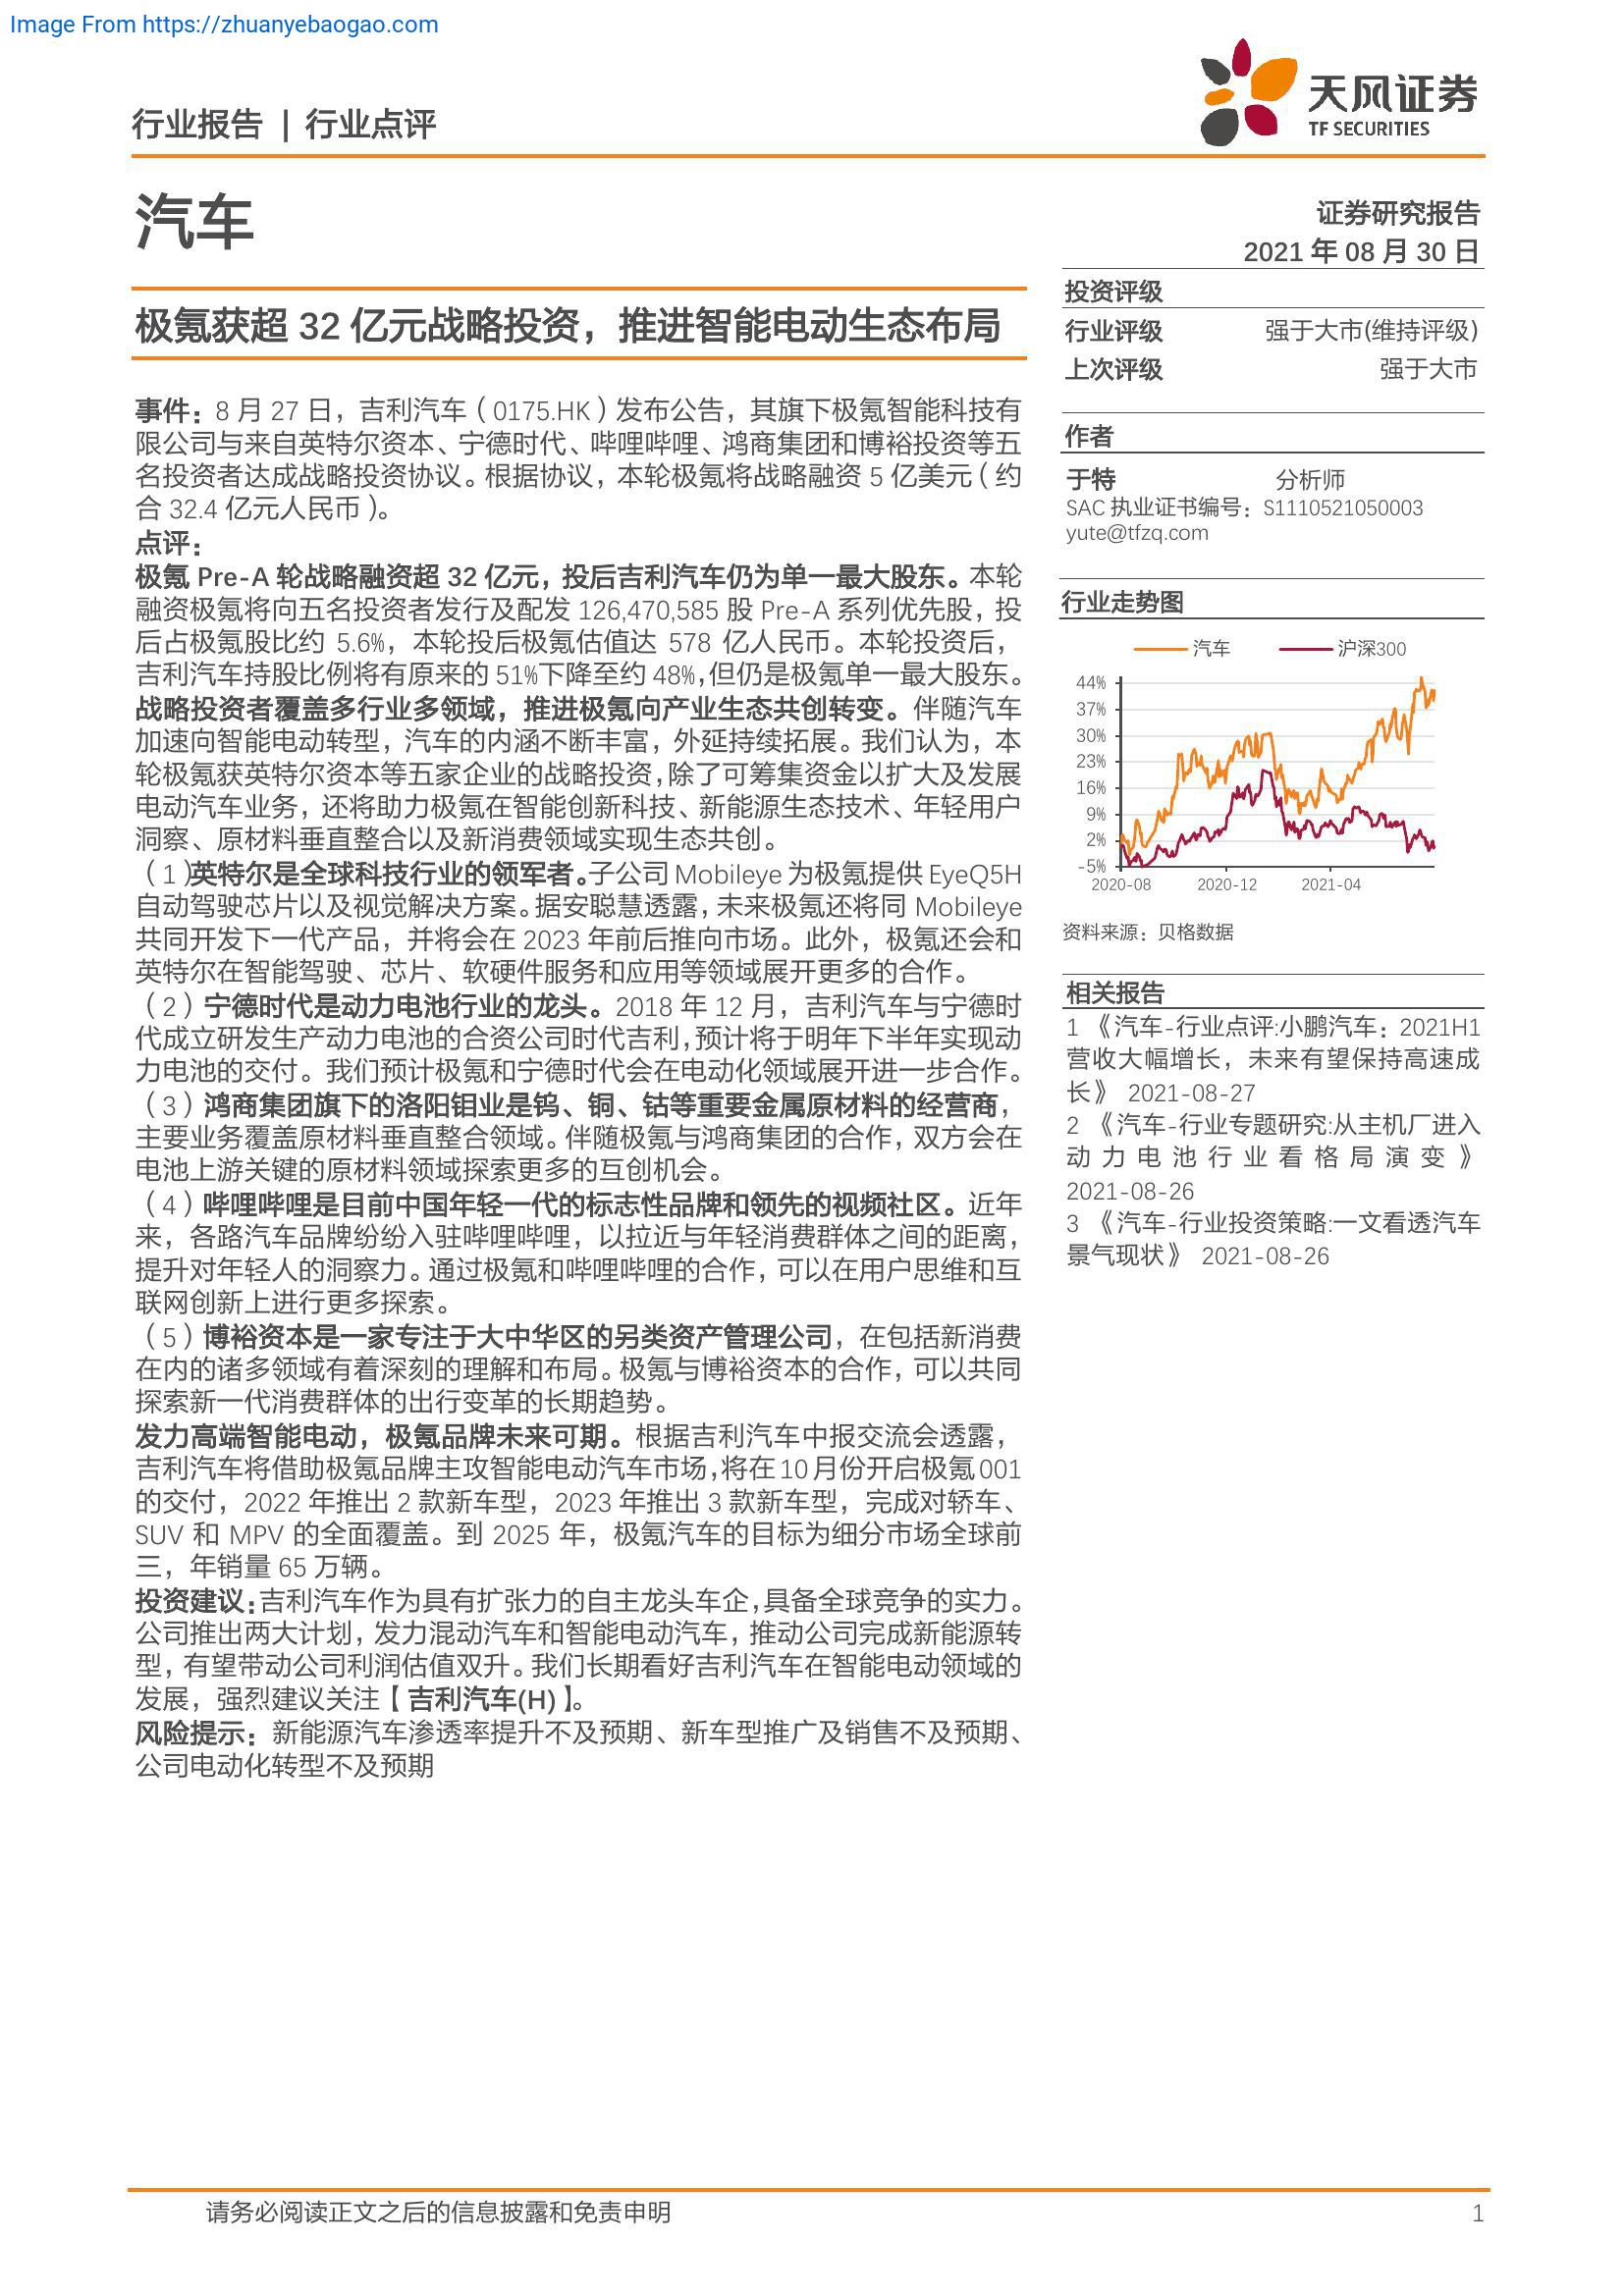 Image From https://zhuanyebaogao.com
行业报告 | 行业点评
天风证券
TF SECURITIES
汽车
证券研究报告
2021 年 08 月 30 日
极氪获超 32 亿元战略投资，推进智能电动生态布局
事件：8 月 27 日，吉利汽车（0175.HK）发布公告，其旗下极氪智能科技有
限公司与来自英特尔资本、宁德时代、哔哩哔哩、鸿商集团和博裕投资等五
名投资者达成战略投资协议。根据协议，本轮极氪将战略融资 5 亿美元（约
合 32.4 亿元人民币）。
点评：
极氪 Pre-A 轮战略融资超 32 亿元，投后吉利汽车仍为单一最大股东。本轮
融资极氪将向五名投资者发行及配发 126,470,585 股 Pre-A 系列优先股，投
后占极氪股比约 5.6%，本轮投后极氪估值达 578 亿人民币。本轮投资后，
吉利汽车持股比例将有原来的 51%下降至约 48%，但仍是极氪单一最大股东。
战略投资者覆盖多行业多领域，推进极氪向产业生态共创转变。伴随汽车
加速向智能电动转型，汽车的内涵不断丰富，外延持续拓展。我们认为，本
轮极氪获英特尔资本等五家企业的战略投资，除了可筹集资金以扩大及发展
电动汽车业务，还将助力极氪在智能创新科技、新能源生态技术、年轻用户
洞察、原材料垂直整合以及新消费领域实现生态共创。
（1）英特尔是全球科技行业的领军者。子公司 Mobileye 为极氪提供 EyeQ5H
自动驾驶芯片以及视觉解决方案。据安聪慧透露，未来极氪还将同 Mobileye
共同开发下一代产品，并将会在 2023 年前后推向市场。此外，极氪还会和
英特尔在智能驾驶、芯片、软硬件服务和应用等领域展开更多的合作。
（2）宁德时代是动力电池行业的龙头。2018 年 12 月，吉利汽车与宁德时
代成立研发生产动力电池的合资公司时代吉利，预计将于明年下半年实现动
力电池的交付。我们预计极氪和宁德时代会在电动化领域展开进一步合作。
（3）鸿商集团旗下的洛阳钼业是钨、铜、钴等重要金属原材料的经营商，
主要业务覆盖原材料垂直整合领域。伴随极氪与鸿商集团的合作，双方会在
电池上游关键的原材料领域探索更多的互创机会。
（4）哔哩哔哩是目前中国年轻一代的标志性品牌和领先的视频社区。近年
来，各路汽车品牌纷纷入驻哔哩哔哩，以拉近与年轻消费群体之间的距离，
提升对年轻人的洞察力。通过极氪和哔哩哔哩的合作，可以在用户思维和互
联网创新上进行更多探索。
（5）博裕资本是一家专注于大中华区的另类资产管理公司，在包括新消费
在内的诸多领域有着深刻的理解和布局。极氪与博裕资本的合作，可以共同
探索新一代消费群体的出行变革的长期趋势。
发力高端智能电动，极氪品牌未来可期。根据吉利汽车中报交流会透露，
吉利汽车将借助极氪品牌主攻智能电动汽车市场，将在 10 月份开启极氪 001
的交付，2022 年推出 2 款新车型，2023 年推出 3 款新车型，完成对轿车、
SUV 和 MPV 的全面覆盖。到 2025 年，极氪汽车的目标为细分市场全球前
三，年销量 65 万辆。
投资建议：吉利汽车作为具有扩张力的自主龙头车企，具备全球竞争的实力。
公司推出两大计划，发力混动汽车和智能电动汽车，推动公司完成新能源转
型，有望带动公司利润估值双升。我们长期看好吉利汽车在智能电动领域的
发展，强烈建议关注【吉利汽车(H)】。
风险提示：新能源汽车渗透率提升不及预期、新车型推广及销售不及预期、
公司电动化转型不及预期
投资评级
行业评级 强于大市(维持评级)
上次评级 强于大市
作者
于特 分析师
SAC 执业证书编号：S1110521050003
yute@tfzq.com
行业走势图
汽车 沪深300
44%
37%
30%
23%
16%
9%
2%
-5%
2020-08 2020-12 2021-04
资料来源：贝格数据
相关报告
1 《汽车-行业点评:小鹏汽车：2021H1
营收大幅增长，未来有望保持高速成
长》 2021-08-27
2 《汽车-行业专题研究:从主机厂进入
动力电池行业看格局演变》
2021-08-26
3 《汽车-行业投资策略:一文看透汽车
景气现状》 2021-08-26
请务必阅读正文之后的信息披露和免责申明 1